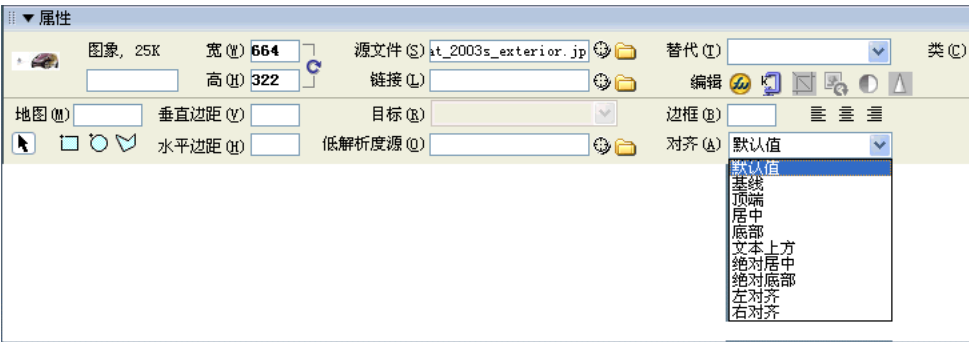 ▼属性
图象, 25K 宽(W) 664 源文件(S) at_2003s_exterior.jp 替代(T) 类(C)
高(H) 322 链接(L) 编辑
地图(M) 垂直边距(V) 目标(R) 边框(B)
水平边距(H) 低解析度源(O) 对齐(A) 默认值
默认值
基线
顶端
居中
底部
文本上方
绝对居中
绝对底部
左对齐
右对齐